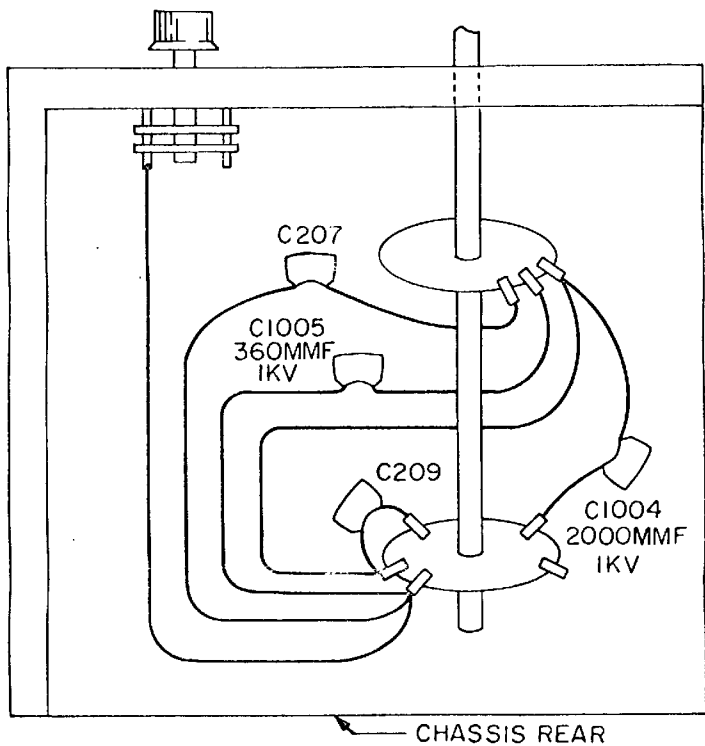 C207
C1005
360MMF
1KV
C209
C1004
2000MMF
1KV
CHASSIS REAR